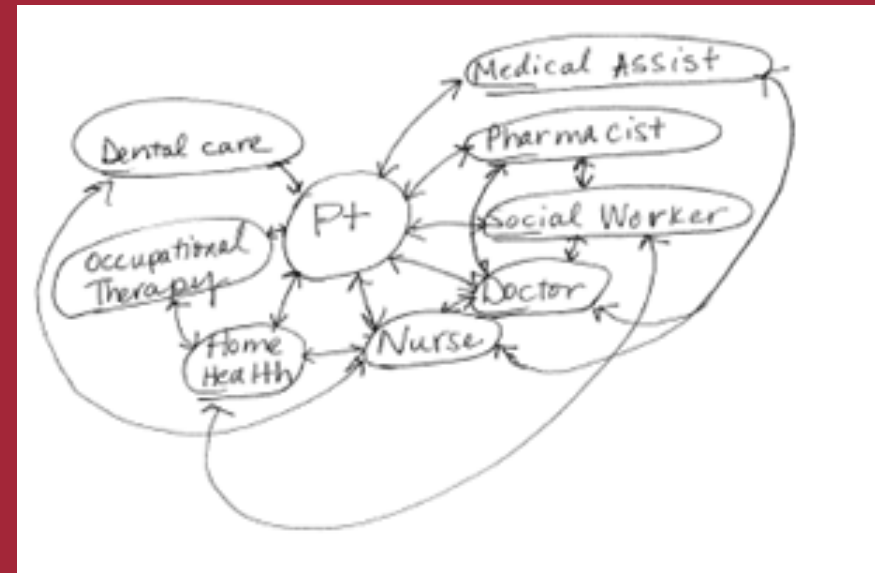 Medical Assist
Pharmacist
Dental care
Pt
Social Worker
Occupational
Therapy
Doctor
Nurse
Home
Health